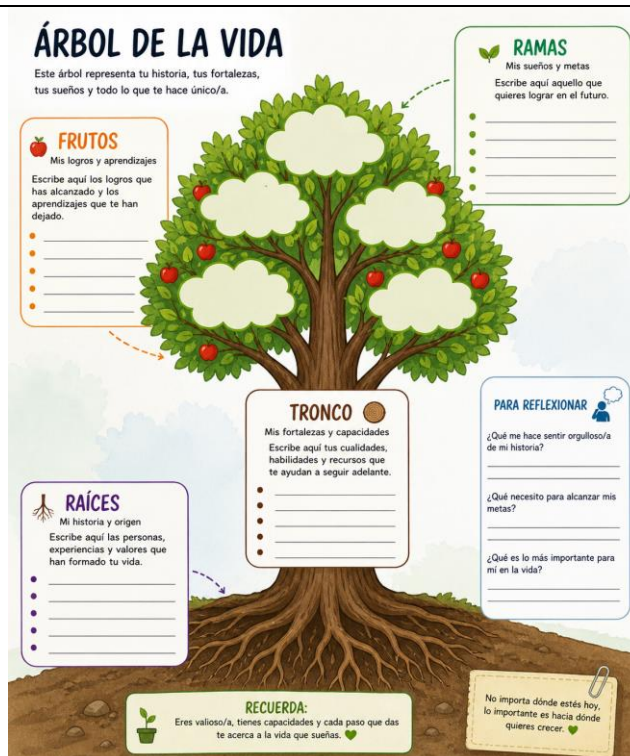 ÁRBOL DE LA VIDA
Este árbol representa tu historia, tus fortalezas,
tus sueños y todo lo que te hace único/a.
RAMAS
Mis sueños y metas
Escribe aquí aquello que
quieres lograr en el futuro.
FRUTOS
Mis logros y aprendizajes
Escribe aquí los logros que
has alcanzado y los
aprendizajes que te han
dejado.
TRONCO
Mis fortalezas y capacidades
Escribe aquí tus cualidades,
habilidades y recursos que
te ayudan a seguir adelante.
PARA REFLEXIONAR
¿Qué me hace sentir orgulloso/a
de mi historia?
¿Qué necesito para alcanzar mis
metas?
¿Qué es lo más importante para
mí en la vida?
RAÍCES
Mi historia y origen
Escribe aquí las personas,
experiencias y valores que
han formado tu vida.
RECUERDA:
Eres valioso/a, tienes capacidades y cada paso que das
te acerca a la vida que sueñas.
No importa dónde estés hoy,
lo importante es hacia dónde
quieres crecer.